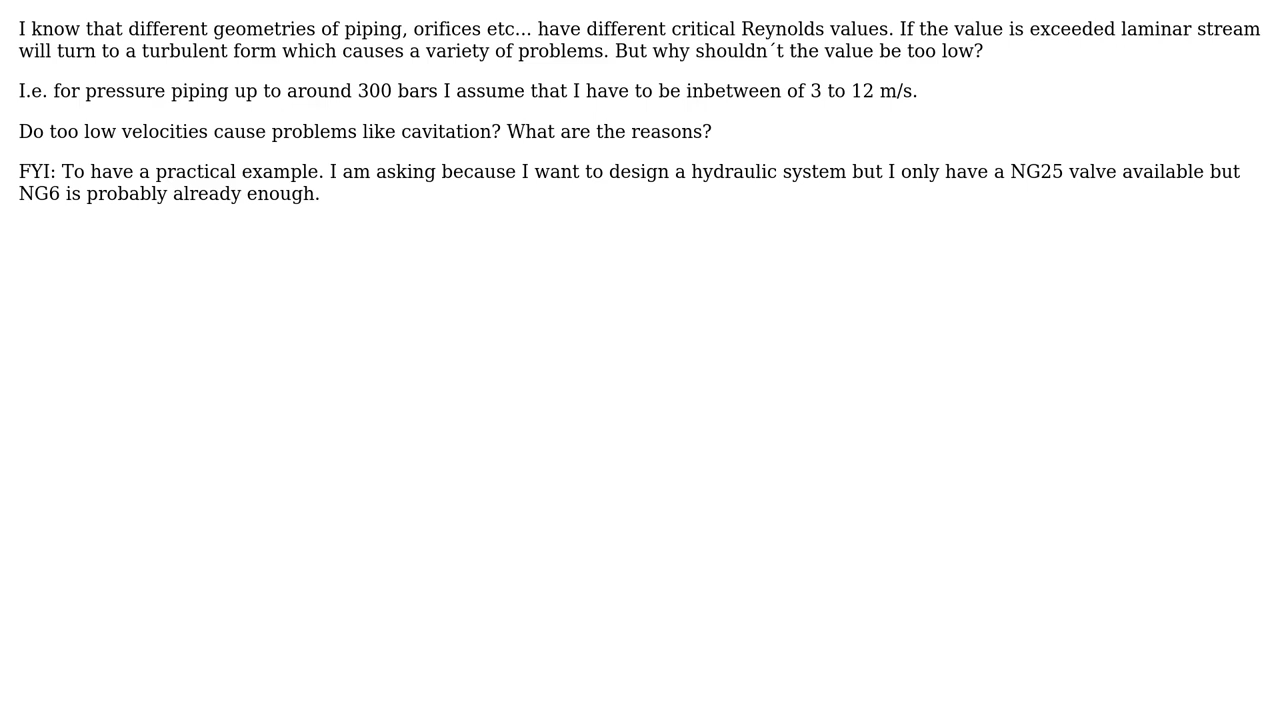 I know that different geometries of piping, orifices etc... have different critical Reynolds values. If the value is exceeded laminar stream
will turn to a turbulent form which causes a variety of problems. But why shouldn´t the value be too low?
I.e. for pressure piping up to around 300 bars I assume that I have to be inbetween of 3 to 12 m/s.
Do too low velocities cause problems like cavitation? What are the reasons?
FYI: To have a practical example. I am asking because I want to design a hydraulic system but I only have a NG25 valve available but
NG6 is probably already enough.